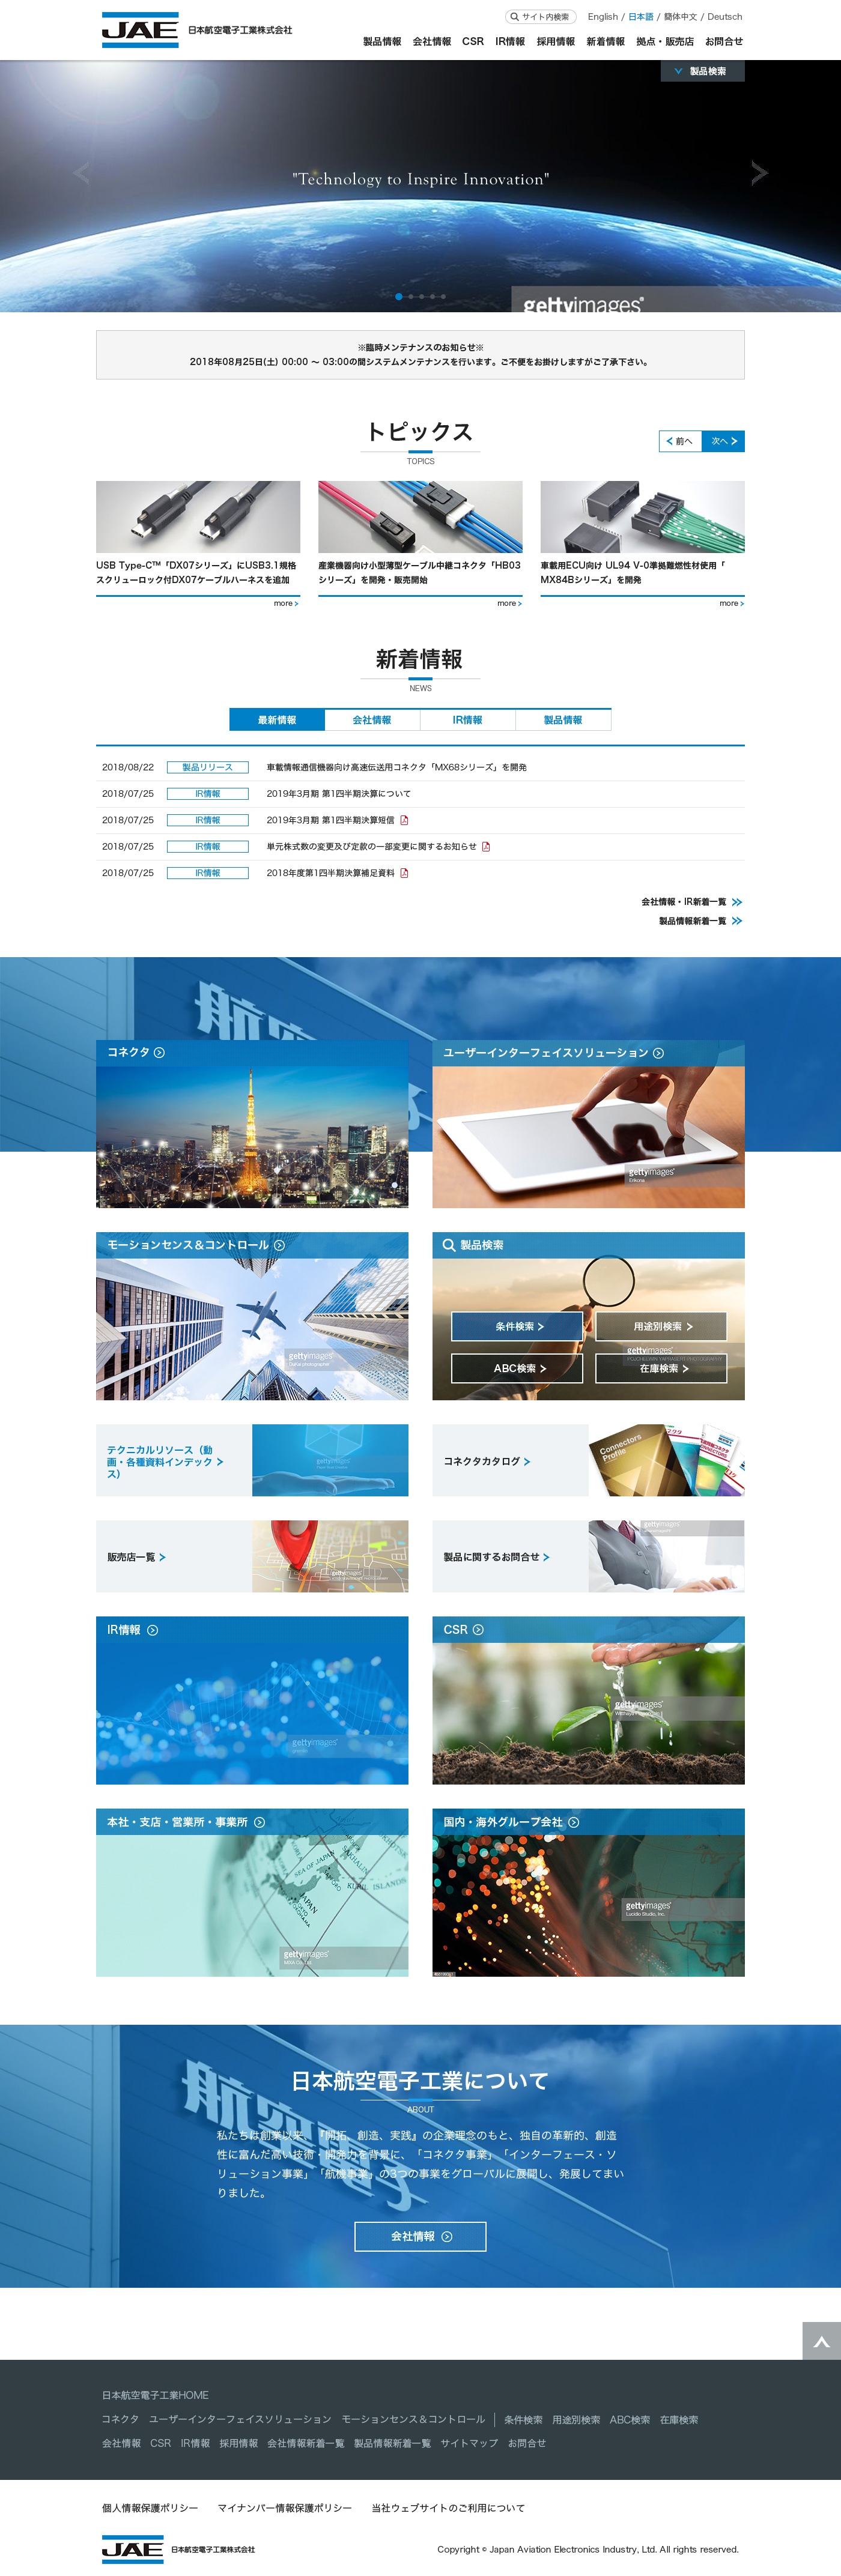 JAE 日本航空電子工業株式会社
サイト内検索
English / 日本語 / 簡体中文 / Deutsch
製品情報 会社情報 CSR IR情報 採用情報 新着情報 拠点・販売店 お問合せ
製品検索
"Technology to Inspire Innovation"
gettyimages®
※臨時メンテナンスのお知らせ※
2018年08月25日(土) 00:00 ～ 03:00の間システムメンテナンスを行います。ご不便をお掛けしますがご了承下さい。
トピックス
TOPICS
前へ 次へ
USB Type-C™「DX07シリーズ」にUSB3.1規格
スクリューロック付DX07ケーブルハーネスを追加
more
産業機器向け小型薄型ケーブル中継コネクタ「HB03
シリーズ」を開発・販売開始
more
車載用ECU向け UL94 V-0準拠難燃性材使用「
MX84Bシリーズ」を開発
more
新着情報
NEWS
最新情報 会社情報 IR情報 製品情報
2018/08/22 製品リリース 車載情報通信機器向け高速伝送用コネクタ「MX68シリーズ」を開発
2018/07/25 IR情報 2019年3月期 第1四半期決算について
2018/07/25 IR情報 2019年3月期 第1四半期決算短信
2018/07/25 IR情報 単元株式数の変更及び定款の一部変更に関するお知らせ
2018/07/25 IR情報 2018年度第1四半期決算補足資料
会社情報・IR新着一覧
製品情報新着一覧
航空
コネクタ
ユーザーインターフェイスソリューション
gettyimages®
モーションセンス＆コントロール
gettyimages®
製品検索
条件検索 用途別検索
gettyimages®
ABC検索 在庫検索
テクニカルリソース（動
画・各種資料インデック
ス）
gettyimages®
コネクタカタログ
Connectors
Profile
販売店一覧
gettyimages®
製品に関するお問合せ
gettyimages®
IR情報
gettyimages®
CSR
gettyimages®
本社・支店・営業所・事業所
SEA OF JAPAN
SAKHALIN
KURIL ISLANDS
JAPAN
gettyimages®
国内・海外グループ会社
gettyimages®
Lucidio Studio, Inc.
日本航空電子工業について
ABOUT
私たちは創業以来、『開拓、創造、実践』の企業理念のもと、独自の革新的、創造
性に富んだ高い技術・開発力を背景に、「コネクタ事業」「インターフェース・ソ
リューション事業」「航機事業」の3つの事業をグローバルに展開し、発展してまい
りました。
会社情報
日本航空電子工業HOME
コネクタ ユーザーインターフェイスソリューション モーションセンス＆コントロール 条件検索 用途別検索 ABC検索 在庫検索
会社情報 CSR IR情報 採用情報 会社情報新着一覧 製品情報新着一覧 サイトマップ お問合せ
個人情報保護ポリシー マイナンバー情報保護ポリシー 当社ウェブサイトのご利用について
JAE 日本航空電子工業株式会社
Copyright © Japan Aviation Electronics Industry, Ltd. All rights reserved.